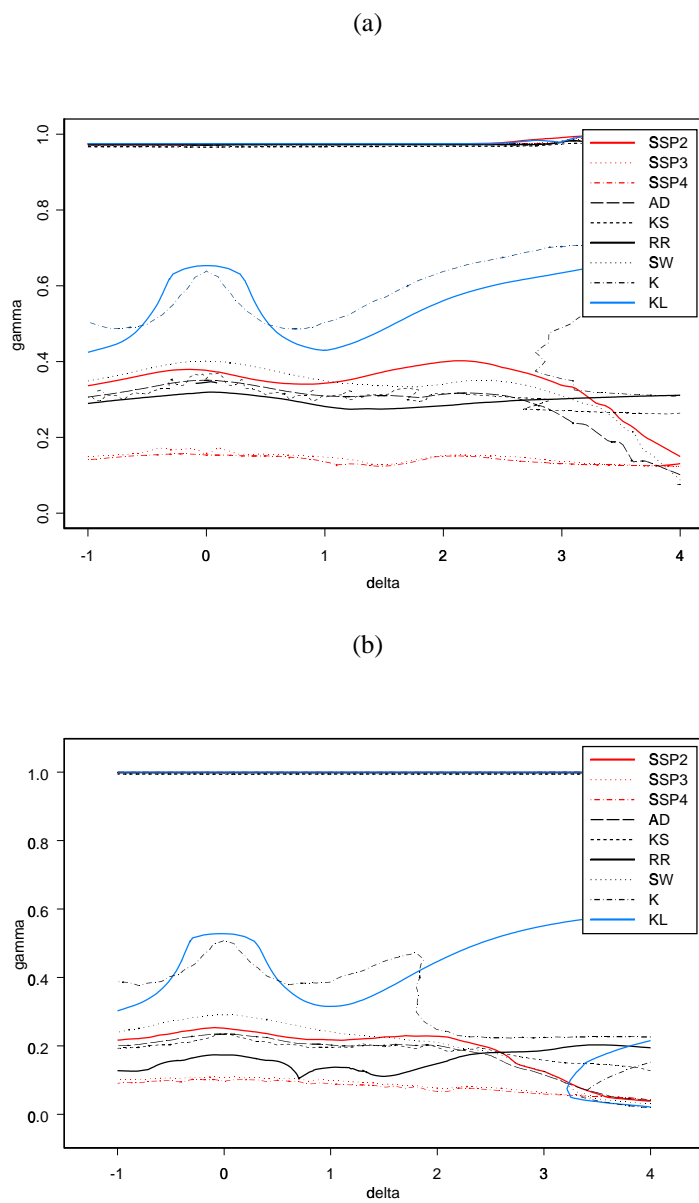 (a)
gamma
1.0
0.8
0.6
0.4
0.2
0.0
-1
0
1
2
3
4
delta
SSP2
SSP3
SSP4
AD
KS
RR
SW
K
KL
(b)
gamma
1.0
0.8
0.6
0.4
0.2
0.0
-1
0
1
2
3
4
delta
SSP2
SSP3
SSP4
AD
KS
RR
SW
K
KL